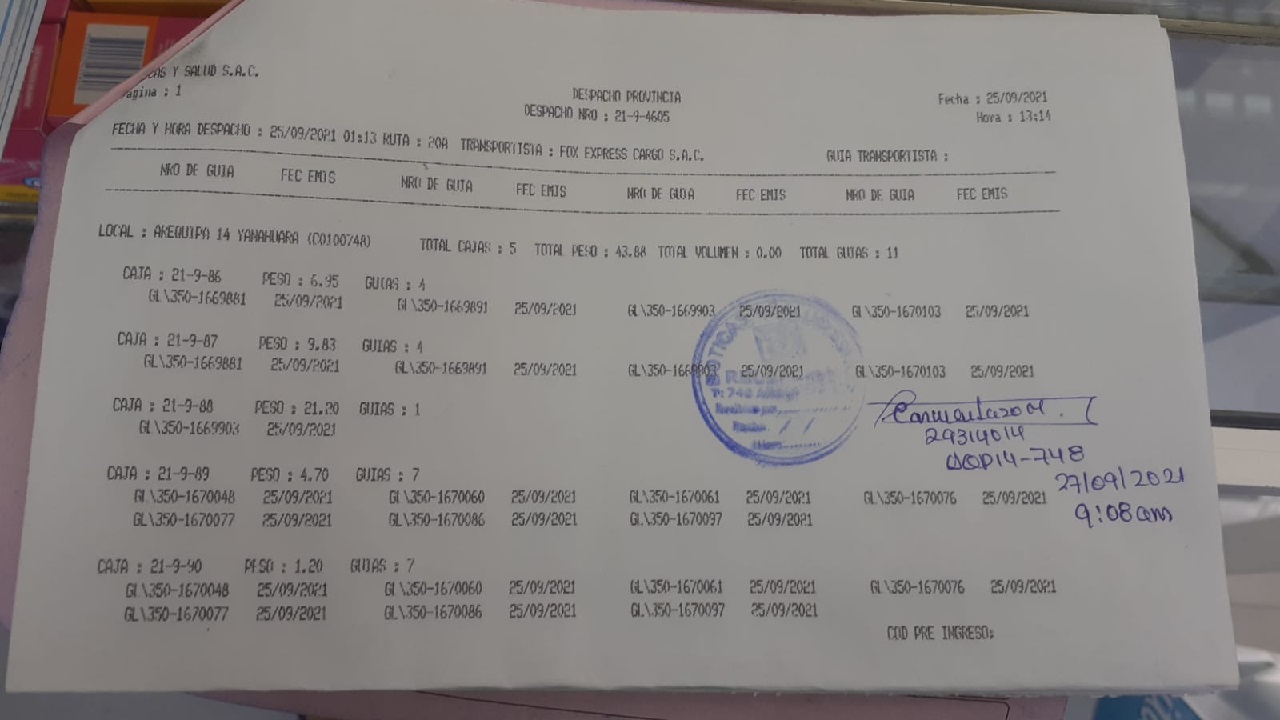 Y SALUD S.A.C.
Pagina : 1
DESPACHO PROVINCIA
Fecha : 25/09/2021
DESPACHO NRO : 21-9-4605
Hora : 13:14
FECHA Y HORA DESPACHO : 25/09/2021 01:13 RUTA : 20A TRANSPORTISTA : FOX EXPRESS CARGO S.A.C. GUIA TRANSPORTISTA :
NRO DE GUIA FEC EMIS NRO DE GUIA FEC EMIS NRO DE GUIA FEC EMIS NRO DE GUIA FEC EMIS
LOCAL : AREQUIPA 14 YANAHUARA (C010074A) TOTAL CAJAS : 5 TOTAL PESO : 43.88 TOTAL VOLUMEN : 0.00 TOTAL GUIAS : 11
CAJA : 21-9-86 PESO : 6.95 GUIAS : 4
GL\350-1669881 25/09/2021 GL\350-1669891 25/09/2021 GL\350-1669903 25/09/2021 GL\350-1670103 25/09/2021
CAJA : 21-9-87 PESO : 9.83 GUIAS : 4
GL\350-1669881 25/09/2021 GL\350-1669891 25/09/2021 GL\350-1669903 25/09/2021 GL\350-1670103 25/09/2021
CAJA : 21-9-88 PESO : 21.20 GUIAS : 1
GL\350-1669903 25/09/2021
CAJA : 21-9-89 PESO : 4.70 GUIAS : 7
GL\350-1670048 25/09/2021 GL\350-1670060 25/09/2021 GL\350-1670061 25/09/2021 GL\350-1670076 25/09/2021
GL\350-1670077 25/09/2021 GL\350-1670086 25/09/2021 GL\350-1670097 25/09/2021
CAJA : 21-9-90 PESO : 1.20 GUIAS : 7
GL\350-1670048 25/09/2021 GL\350-1670060 25/09/2021 GL\350-1670061 25/09/2021 GL\350-1670076 25/09/2021
GL\350-1670077 25/09/2021 GL\350-1670086 25/09/2021 GL\350-1670097 25/09/2021
COD PRE INGRESO:
BOTICAS
29314014
27/09/2021
9:08am